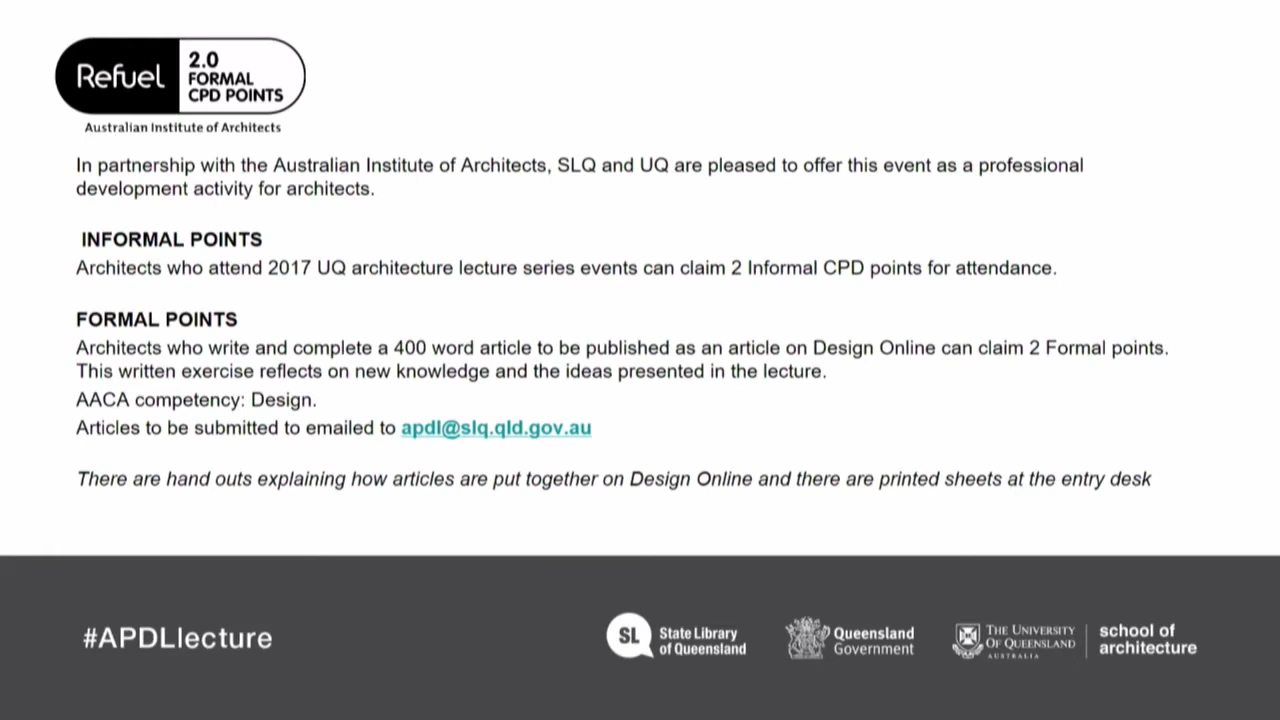 Refuel
2.0
FORMAL
CPD POINTS
Australian Institute of Architects
In partnership with the Australian Institute of Architects, SLQ and UQ are pleased to offer this event as a professional
development activity for architects.
INFORMAL POINTS
Architects who attend 2017 UQ architecture lecture series events can claim 2 Informal CPD points for attendance.
FORMAL POINTS
Architects who write and complete a 400 word article to be published as an article on Design Online can claim 2 Formal points.
This written exercise reflects on new knowledge and the ideas presented in the lecture.
AACA competency: Design.
Articles to be submitted to emailed to apdl@slq.qld.gov.au
There are hand outs explaining how articles are put together on Design Online and there are printed sheets at the entry desk
#APDLlecture
SL
State Library
of Queensland
Queensland
Government
THE UNIVERSITY
OF QUEENSLAND
AUSTRALIA
school of
architecture